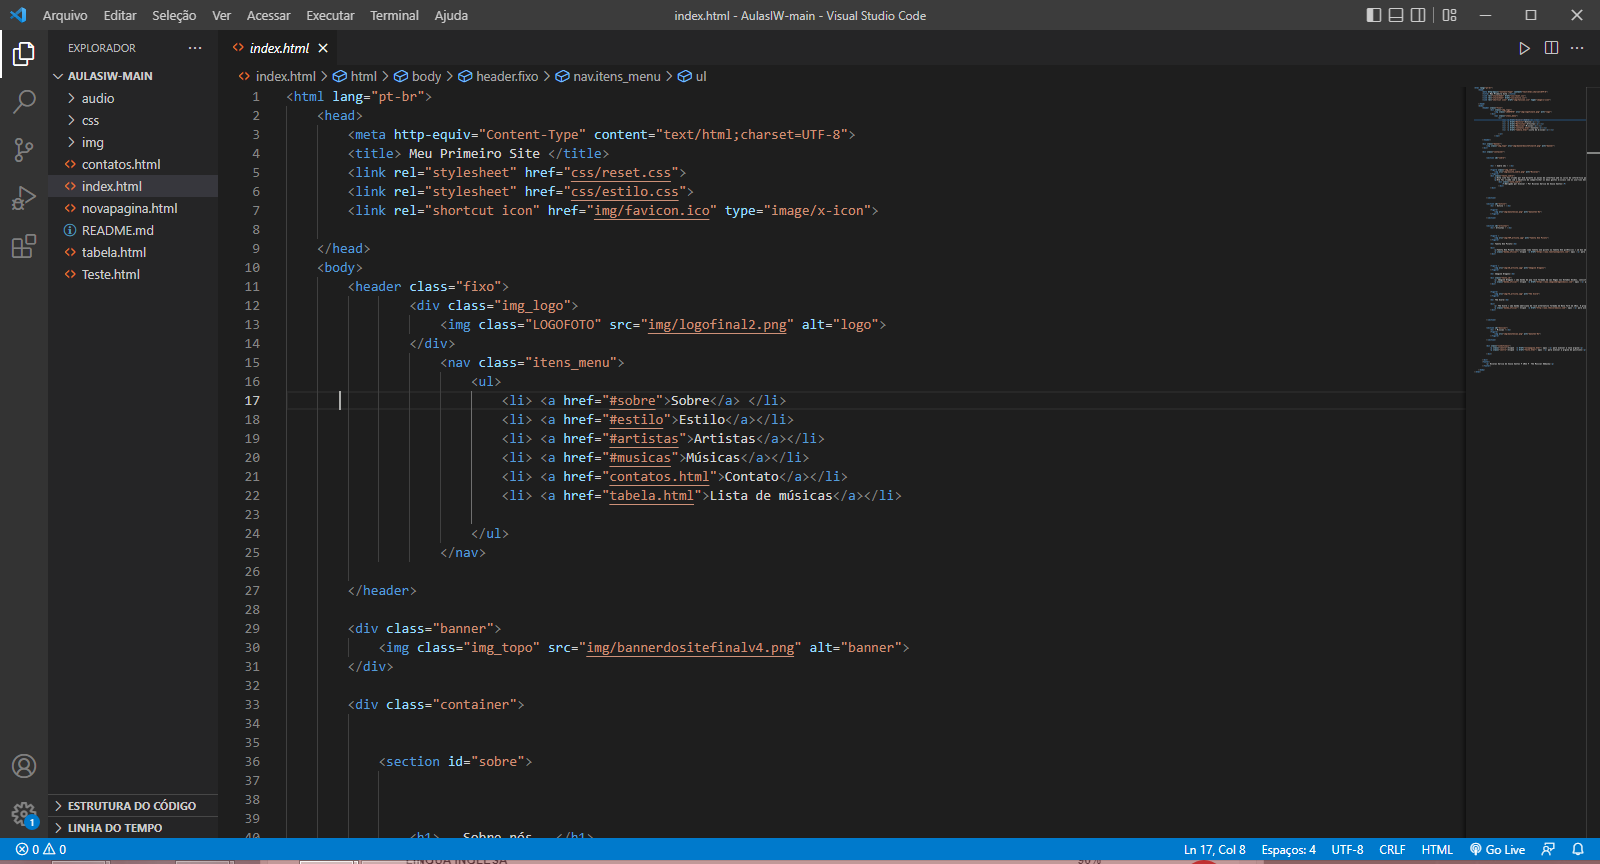 Arquivo Editar Seleção Ver Acessar Executar Terminal Ajuda
index.html - AulasIW-main - Visual Studio Code
EXPLORADOR
AULASIW-MAIN
audio
css
img
contatos.html
index.html
novapagina.html
README.md
tabela.html
Teste.html
ESTRUTURA DO CÓDIGO
LINHA DO TEMPO
index.html
index.html > html > body > header.fixo > nav.itens_menu > ul
1 <html lang="pt-br">
2 <head>
3 <meta http-equiv="Content-Type" content="text/html;charset=UTF-8">
4 <title> Meu Primeiro Site </title>
5 <link rel="stylesheet" href="css/reset.css">
6 <link rel="stylesheet" href="css/estilo.css">
7 <link rel="shortcut icon" href="img/favicon.ico" type="image/x-icon">
8
9 </head>
10 <body>
11 <header class="fixo">
12 <div class="img_logo">
13 <img class="LOGOFOTO" src="img/logofinal2.png" alt="logo">
14 </div>
15 <nav class="itens_menu">
16 <ul>
17 <li> <a href="#sobre">Sobre</a> </li>
18 <li> <a href="#estilo">Estilo</a></li>
19 <li> <a href="#artistas">Artistas</a></li>
20 <li> <a href="#musicas">Músicas</a></li>
21 <li> <a href="contatos.html">Contato</a></li>
22 <li> <a href="tabela.html">Lista de músicas</a></li>
23
24 </ul>
25 </nav>
26
27 </header>
28
29 <div class="banner">
30 <img class="img_topo" src="img/bannerdositefinalv4.png" alt="banner">
31 </div>
32
33 <div class="container">
34
35
36 <section id="sobre">
37
38
39
40 <h1> Sobre nós </h1>
1
0 0 Ln 17, Col 8 Espaços: 4 UTF-8 CRLF HTML Go Live